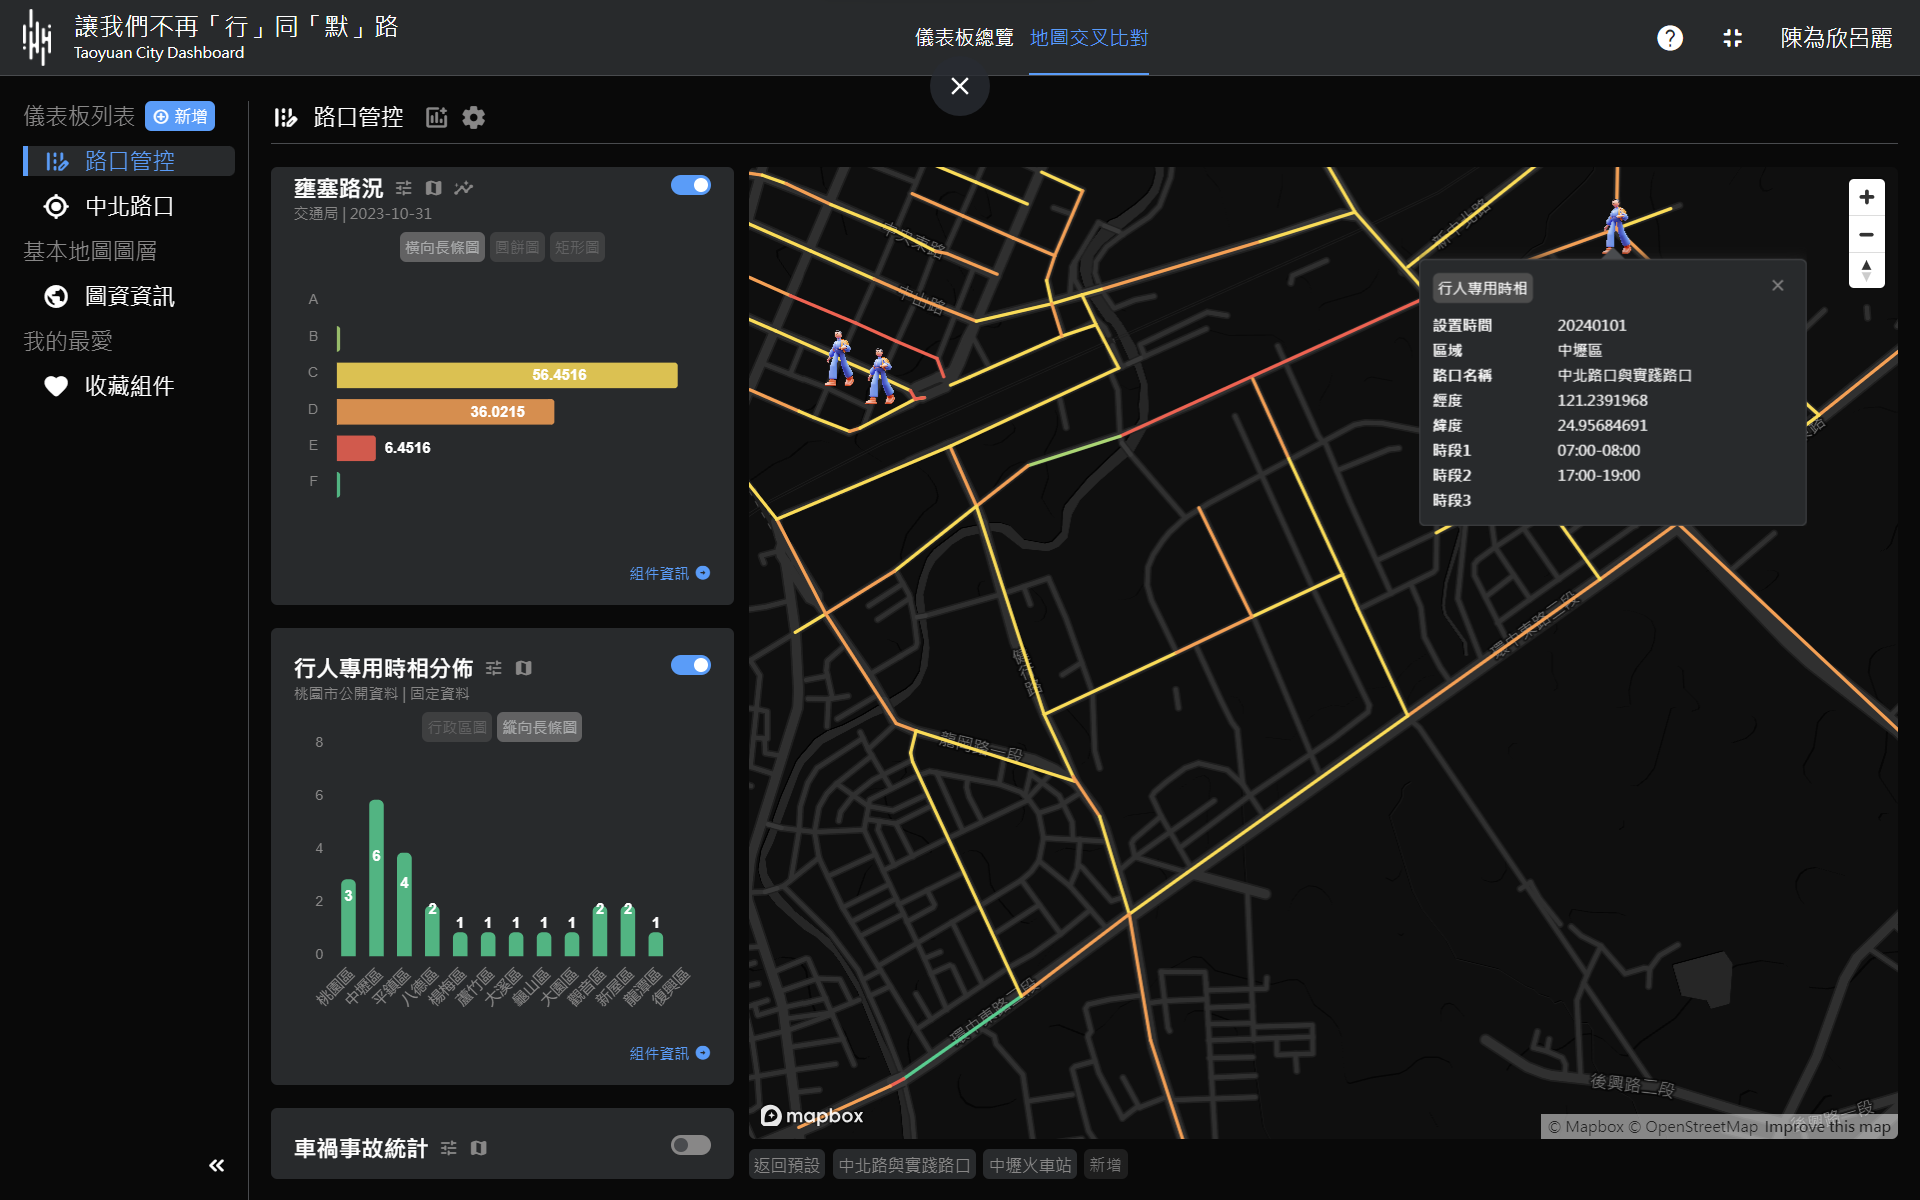 讓我們不再「行」同「默」路
Taoyuan City Dashboard
儀表板總覽
地圖交叉比對
陳為欣呂麗
儀表板列表
新增
路口管控
中北路口
基本地圖圖層
圖資資訊
我的最愛
收藏組件
路口管控
壅塞路況
交通局 | 2023-10-31
橫向長條圖
圓餅圖
矩形圖
A
B
C
56.4516
D
36.0215
E
6.4516
F
組件資訊
行人專用時相分佈
桃園市公開資料 | 固定資料
行政區圖
縱向長條圖
8
6
4
2
0
3
6
4
2
1
1
1
1
1
2
2
1
桃園區
中壢區
平鎮區
八德區
楊梅區
蘆竹區
大溪區
龜山區
大園區
觀音區
新屋區
龍潭區
復興區
組件資訊
車禍事故統計
中央東路
中山路
新中北路
行人專用時相
設置時間 20240101
區域 中壢區
路口名稱 中北路口與實踐路口
經度 121.2391968
緯度 24.95684691
時段1 07:00-08:00
時段2 17:00-19:00
時段3
環中東路二段
龍岡路一段
環中東路二段
後興路二段
後興路一段
mapbox
© Mapbox © OpenStreetMap Improve this map
返回預設
中北路與實踐路口
中壢火車站
新增